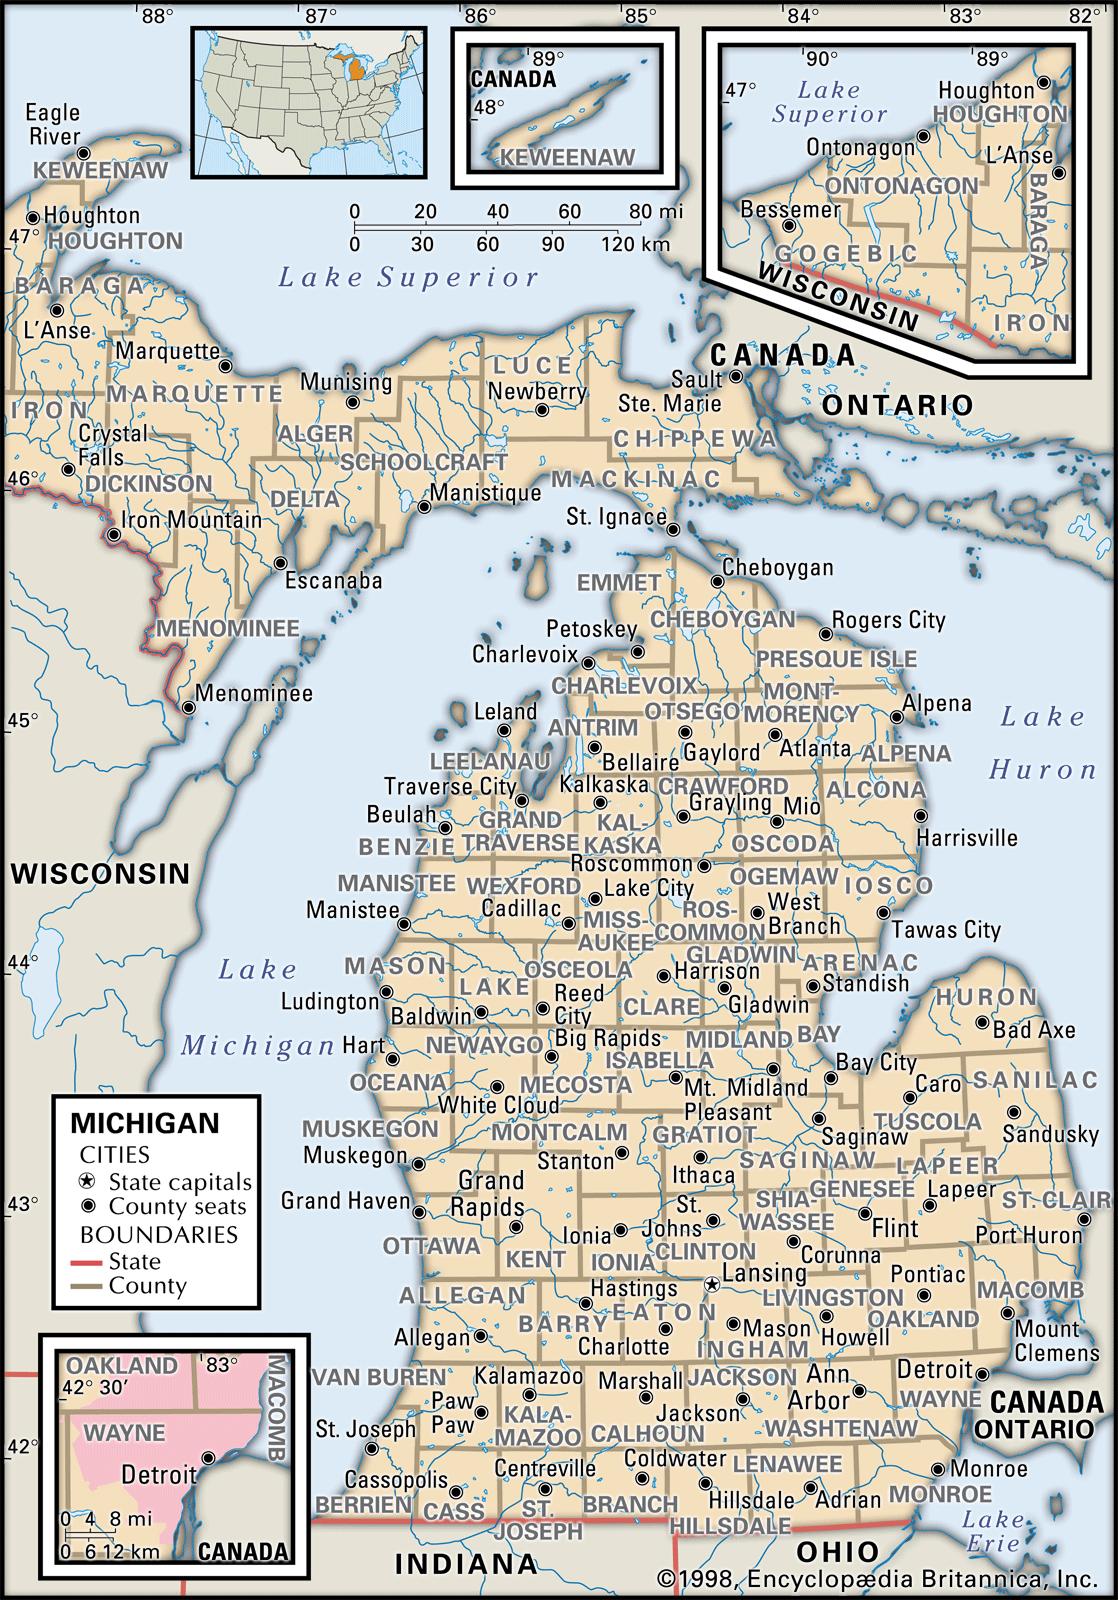 88°
87°
86°
85°
84°
83°
82°
CANADA
89°
48°
KEWEENAW
90°
89°
47°
Lake
Superior
Houghton
HOUGHTON
Ontonagon
L'Anse
ONTONAGON
BARAGA
Bessemer
GOGEBIC
WISCONSIN
IRON
Eagle
River
KEWEENAW
Houghton
47°
HOUGHTON
0 20 40 60 80 mi
0 30 60 90 120 km
Lake Superior
BARAGA
L'Anse
Marquette
MARQUETTE
Munising
LUCE
Newberry
CANADA
Sault
Ste. Marie
ONTARIO
IRON
Crystal
Falls
ALGER
CHIPPEWA
SCHOOLCRAFT
46°
DICKINSON
DELTA
Manistique
MACKINAC
Iron Mountain
St. Ignace
Escanaba
EMMET
Cheboygan
MENOMINEE
CHEBOYGAN
Rogers City
Petoskey
Charlevoix
PRESQUE ISLE
Menominee
CHARLEVOIX
MONT-
MORENCY
45°
Leland
ANTRIM
OTSEGO
Alpena
Lake
Huron
LEELANAU
Bellaire
Gaylord
Atlanta
ALPENA
Traverse City
Kalkaska
CRAWFORD
ALCONA
Beulah
GRAND
TRAVERSE
KAL-
KASKA
Grayling
Mio
Harrisville
BENZIE
OSCODA
WISCONSIN
Roscommon
MANISTEE
WEXFORD
Lake City
OGEMAW
IOSCO
Manistee
Cadillac
MISS-
AUKEE
ROS-
COMMON
West
Branch
Tawas City
44°
Lake
Michigan
MASON
LAKE
OSCEOLA
Harrison
GLADWIN
ARENAC
Ludington
Baldwin
Reed
City
CLARE
Gladwin
Standish
HURON
Bad Axe
Hart
NEWAYGO
Big Rapids
ISABELLA
MIDLAND
BAY
OCEANA
White Cloud
MECOSTA
Mt.
Pleasant
Midland
Bay City
Caro
SANILAC
MUSKEGON
MONTCALM
GRATIOT
Saginaw
TUSCOLA
Sandusky
Muskegon
Stanton
Ithaca
SAGINAW
LAPEER
43°
Grand Haven
Grand
Rapids
St.
Johns
SHIA-
WASSEE
GENESEE
Lapeer
ST. CLAIR
Ionia
Flint
Port Huron
OTTAWA
KENT
IONIA
CLINTON
Corunna
ALLEGAN
Hastings
Lansing
LIVINGSTON
Pontiac
MACOMB
BARRY
EATON
OAKLAND
Allegan
Charlotte
Mason
Howell
Mount
Clemens
INGHAM
VAN BUREN
Kalamazoo
Marshall
JACKSON
Ann
Arbor
Detroit
Paw
Paw
KALA-
MAZOO
Jackson
WAYNE
CANADA
ONTARIO
St. Joseph
CALHOUN
WASHTENAW
42°
Cassopolis
Centreville
Coldwater
LENAWEE
Monroe
BERRIEN
CASS
ST.
JOSEPH
BRANCH
Hillsdale
Adrian
MONROE
HILLSDALE
Lake
Erie
INDIANA
OHIO
MICHIGAN
CITIES
State capitals
County seats
BOUNDARIES
State
County
OAKLAND
83°
MACOMB
42° 30'
WAYNE
Detroit
0 4 8 mi
0 6 12 km
CANADA
©1998, Encyclopædia Britannica, Inc.